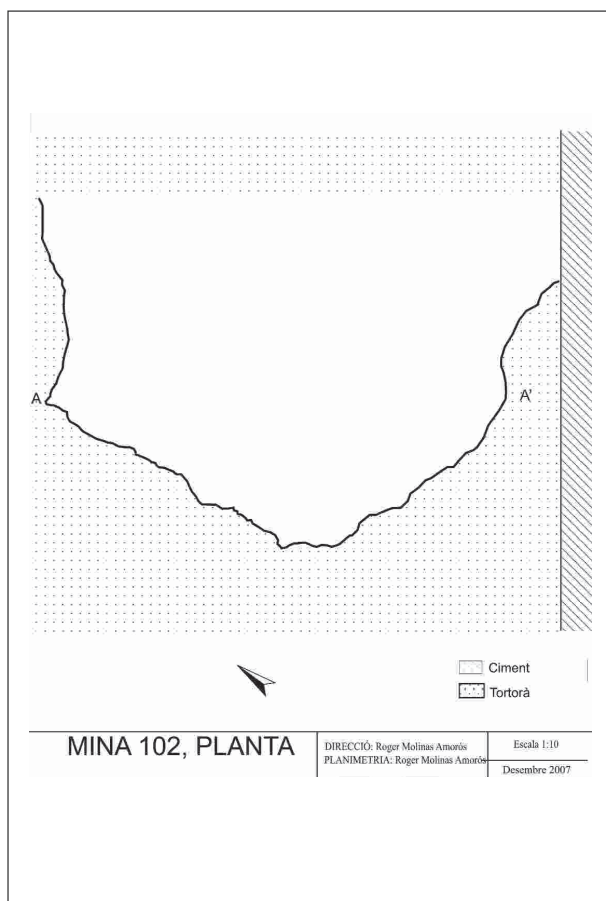 A
A'
Ciment
Tortorà
MINA 102, PLANTA
DIRECCIÓ: Roger Molinas Amorós
PLANIMETRIA: Roger Molinas Amorós
Escala 1:10
Desembre 2007